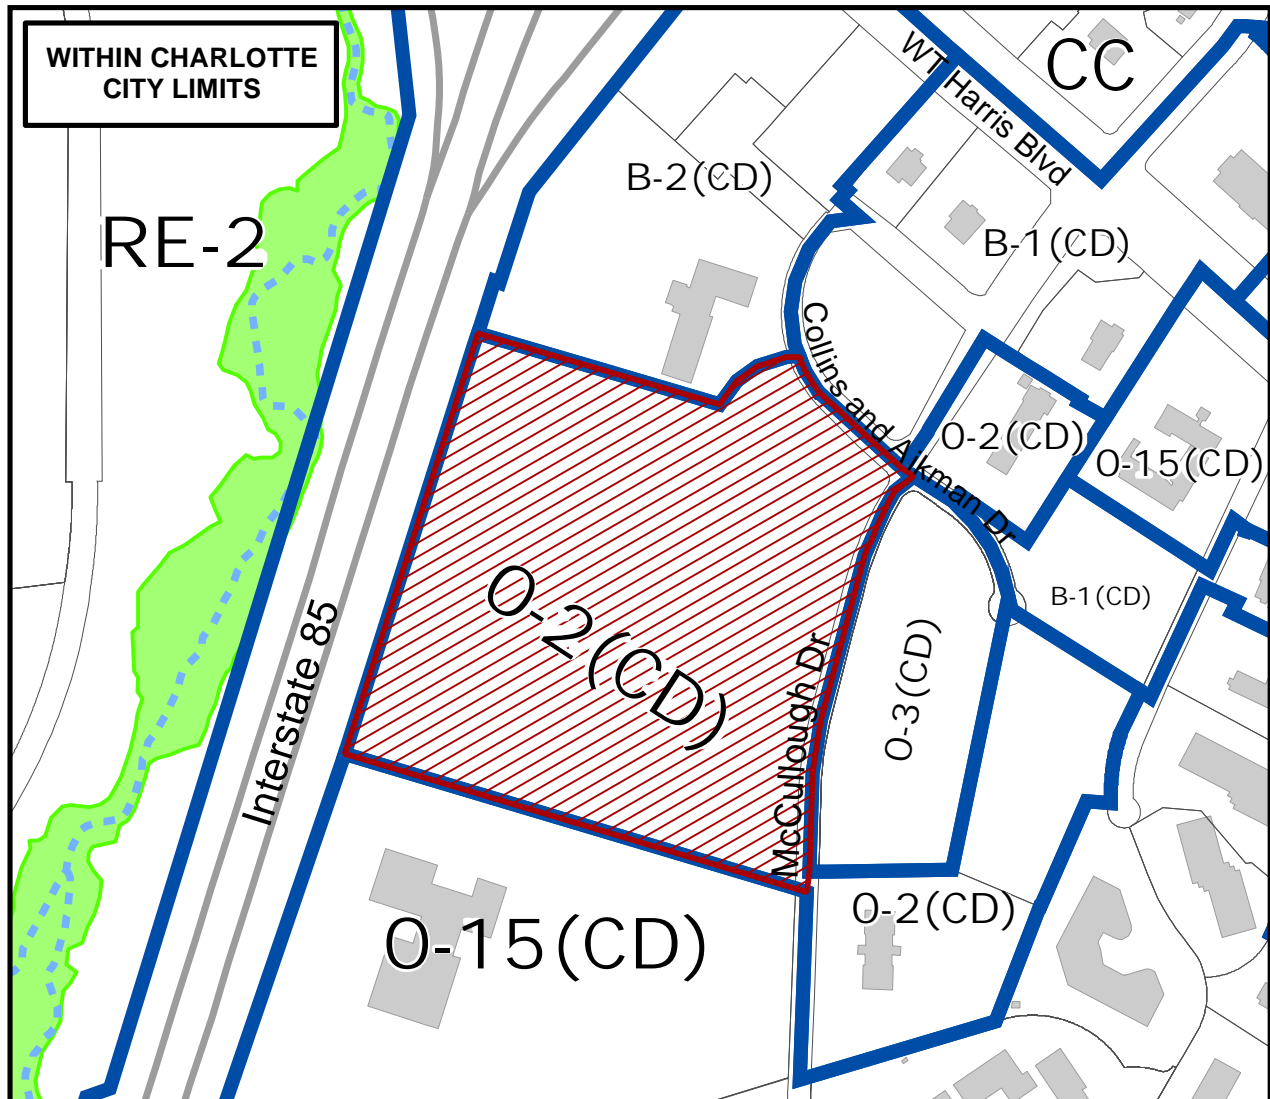 WITHIN CHARLOTTE
CITY LIMITS
CC
WT Harris Blvd
B-2(CD)
RE-2
B-1(CD)
Collins and Aikman Dr
O-2(CD)
O-15(CD)
O-2(CD)
B-1(CD)
Interstate 85
McCullough Dr
O-3(CD)
O-2(CD)
O-15(CD)